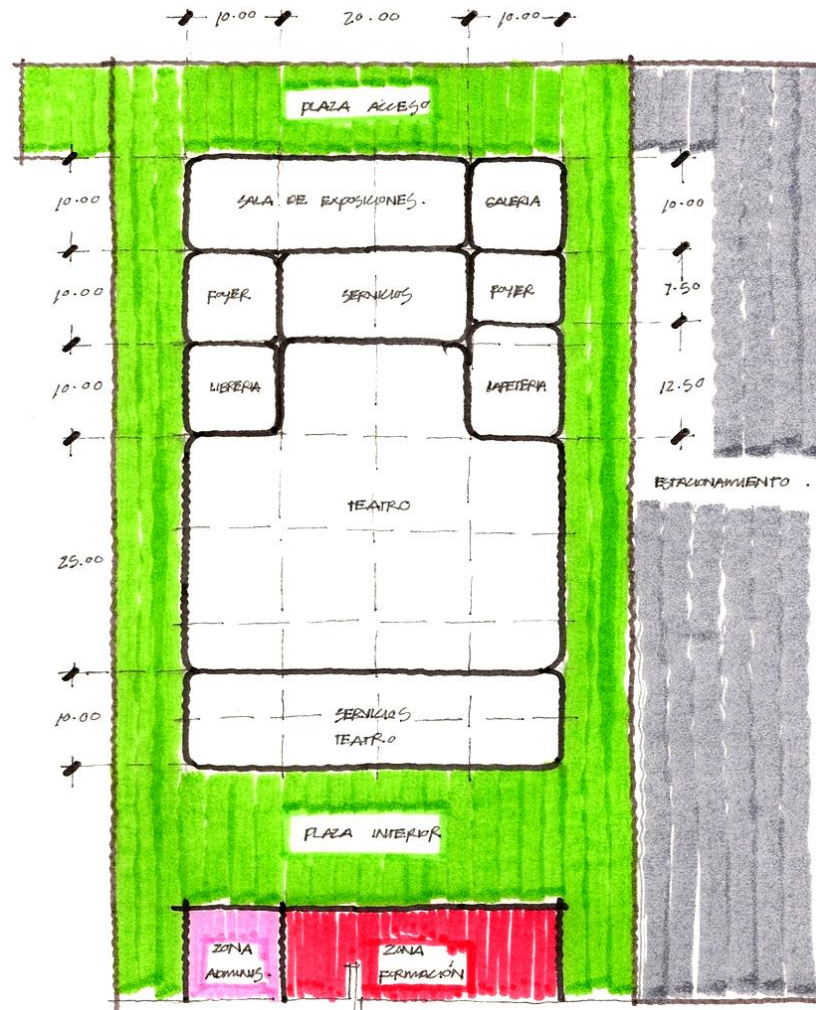 10.00 20.00 10.00
PLAZA ACCESO
10.00 SALA DE EXPOSICIONES. GALERIA 10.00
10.00 FOYER SERVICIOS FOYER 7.50
10.00 LIBRERIA CAFETERIA 12.50
ESTACIONAMIENTO.
TEATRO
25.00
10.00 SERVICIOS
TEATRO
PLAZA INTERIOR
ZONA
ADMINIS.
ZONA
FORMACIÓN